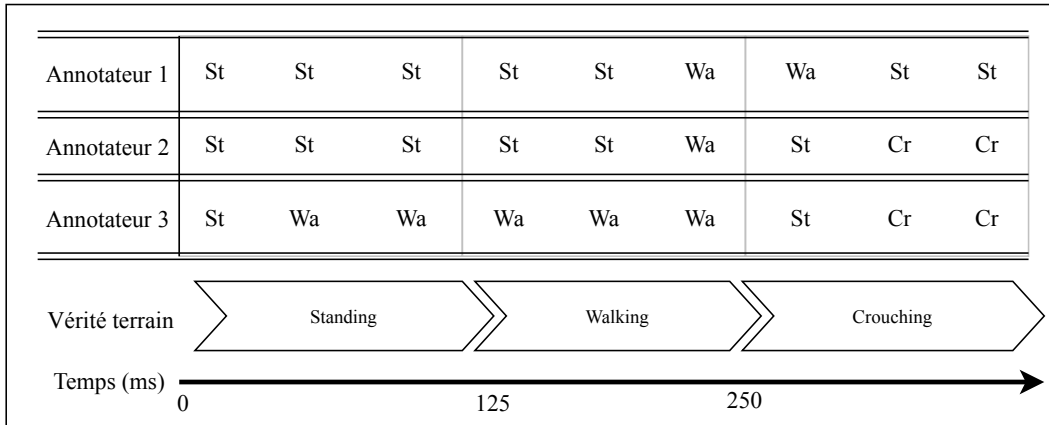 Annotateur 1 St St St St St Wa Wa St St
Annotateur 2 St St St St St Wa St Cr Cr
Annotateur 3 St Wa Wa Wa Wa Wa St Cr Cr
Vérité terrain Standing Walking Crouching
Temps (ms)
0 125 250